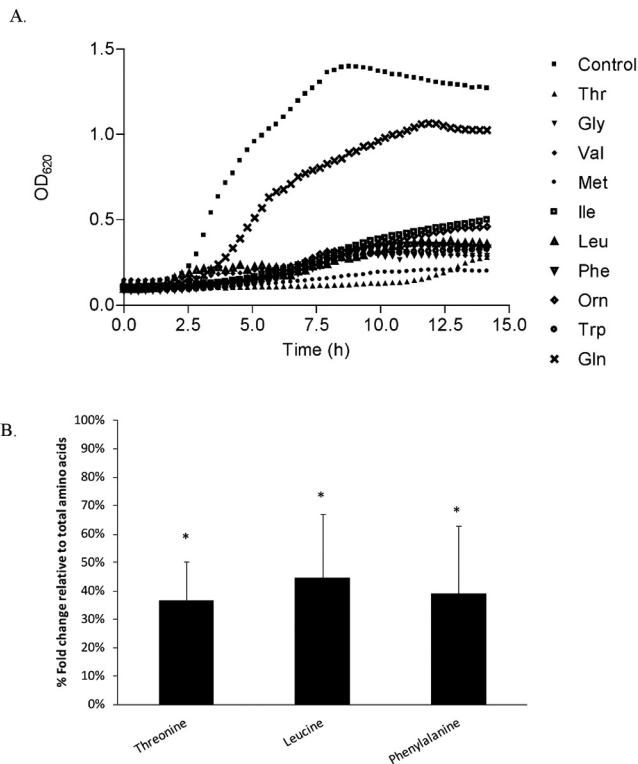 A.
1.5
1.0
0.5
0.0
OD620
0.0 2.5 5.0 7.5 10.0 12.5 15.0
Time (h)
Control
Thr
Gly
Val
Met
Ile
Leu
Phe
Orn
Trp
Gln
B.
% Fold change relative to total amino acids
100%
90%
80%
70%
60%
50%
40%
30%
20%
10%
0%
* * *
Threonine
Leucine
Phenylalanine